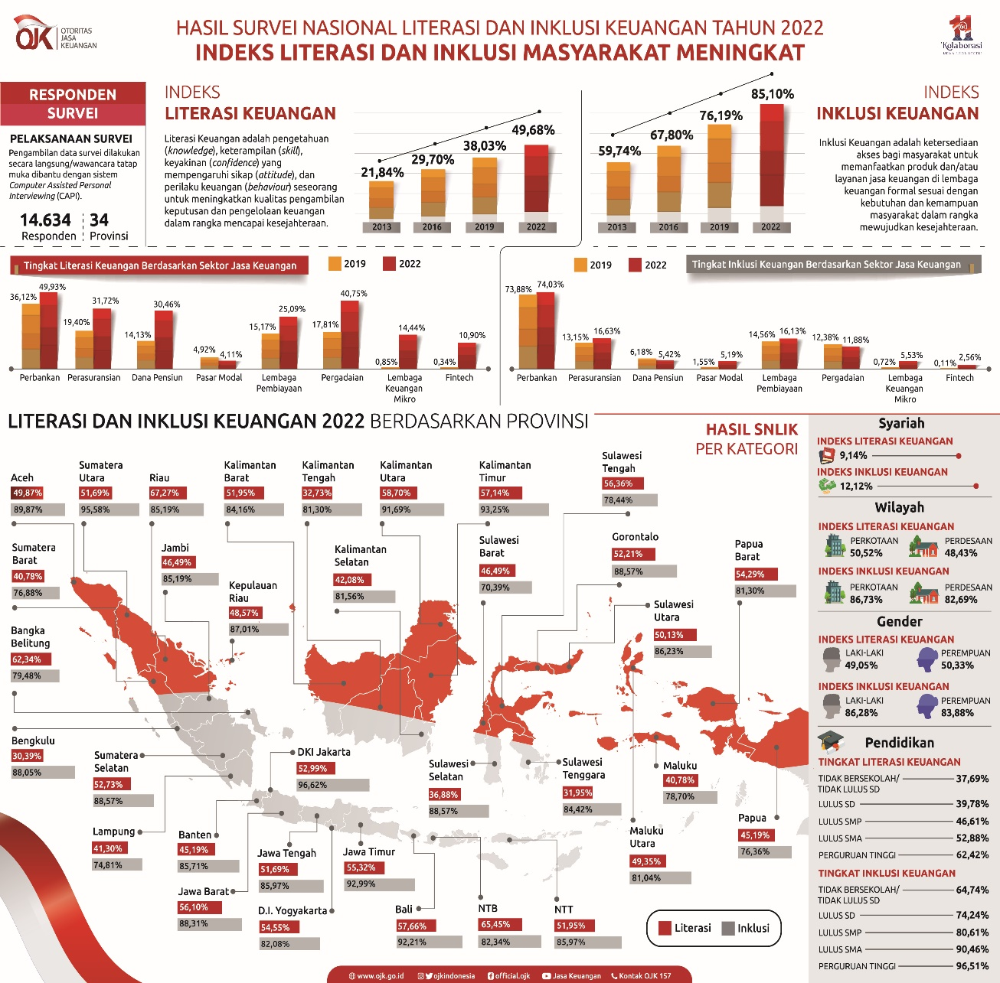 OJK
OTORITAS
JASA
KEUANGAN
HASIL SURVEI NASIONAL LITERASI DAN INKLUSI KEUANGAN TAHUN 2022
INDEKS LITERASI DAN INKLUSI MASYARAKAT MENINGKAT
11
Kolaborasi
RESPONDEN
SURVEI
PELAKSANAAN SURVEI
Pengambilan data survei dilakukan
secara langsung/wawancara tatap
muka dibantu dengan sistem
Computer Assisted Personal
Interviewing (CAPI).
14.634 34
Responden Provinsi
INDEKS
LITERASI KEUANGAN
Literasi Keuangan adalah pengetahuan
(knowledge), keterampilan (skill),
keyakinan (confidence) yang
mempengaruhi sikap (attitude), dan
perilaku keuangan (behaviour) seseorang
untuk meningkatkan kualitas pengambilan
keputusan dan pengelolaan keuangan
dalam rangka mencapai kesejahteraan.
21,84% 29,70% 38,03% 49,68%
2013 2016 2019 2022
59,74% 67,80% 76,19% 85,10%
2013 2016 2019 2022
INDEKS
INKLUSI KEUANGAN
Inklusi Keuangan adalah ketersediaan
akses bagi masyarakat untuk
memanfaatkan produk dan/atau
layanan jasa keuangan di lembaga
keuangan formal sesuai dengan
kebutuhan dan kemampuan
masyarakat dalam rangka
mewujudkan kesejahteraan.
Tingkat Literasi Keuangan Berdasarkan Sektor Jasa Keuangan
2019 2022
36,12% 49,93%
19,40% 31,72%
14,13% 30,46%
4,92% 4,11%
15,17% 25,09%
17,81% 40,75%
0,85% 14,44%
0,34% 10,90%
Perbankan Perasuransian Dana Pensiun Pasar Modal Lembaga Pembiayaan Pergadaian Lembaga Keuangan Mikro Fintech
2019 2022
Tingkat Inklusi Keuangan Berdasarkan Sektor Jasa Keuangan
73,88% 74,03%
13,15% 16,63%
6,18% 5,42%
1,55% 5,19%
14,56% 16,13%
12,38% 11,88%
0,72% 5,53%
0,11% 2,56%
Perbankan Perasuransian Dana Pensiun Pasar Modal Lembaga Pembiayaan Pergadaian Lembaga Keuangan Mikro Fintech
LITERASI DAN INKLUSI KEUANGAN 2022 BERDASARKAN PROVINSI
HASIL SNLIK
PER KATEGORI
Aceh
49,87%
89,87%
Sumatera
Utara
51,69%
95,58%
Riau
67,27%
85,19%
Kalimantan
Barat
51,95%
84,16%
Kalimantan
Tengah
32,73%
81,30%
Kalimantan
Utara
58,70%
91,69%
Kalimantan
Timur
57,14%
93,25%
Sulawesi
Tengah
56,36%
78,44%
Sumatera
Barat
40,78%
76,88%
Jambi
46,49%
85,19%
Kepulauan
Riau
48,57%
87,01%
Kalimantan
Selatan
42,08%
81,56%
Sulawesi
Barat
46,49%
70,39%
Gorontalo
52,21%
88,57%
Papua
Barat
54,29%
81,30%
Sulawesi
Utara
50,13%
86,23%
Bangka
Belitung
62,34%
79,48%
Bengkulu
30,39%
88,05%
Sumatera
Selatan
52,73%
88,57%
DKI Jakarta
52,99%
96,62%
Sulawesi
Selatan
36,88%
88,57%
Sulawesi
Tenggara
31,95%
84,42%
Maluku
40,78%
78,70%
Lampung
41,30%
74,81%
Banten
45,19%
85,71%
Jawa Tengah
51,69%
85,97%
Jawa Timur
55,32%
92,99%
Maluku
Utara
49,35%
81,04%
Papua
45,19%
76,36%
Jawa Barat
56,10%
88,31%
D.I. Yogyakarta
54,55%
82,08%
Bali
57,66%
92,21%
NTB
65,45%
82,34%
NTT
51,95%
85,97%
Literasi Inklusi
Syariah
INDEKS LITERASI KEUANGAN
9,14%
INDEKS INKLUSI KEUANGAN
12,12%
Wilayah
INDEKS LITERASI KEUANGAN
PERKOTAAN PERDESAAN
50,52% 48,43%
INDEKS INKLUSI KEUANGAN
PERKOTAAN PERDESAAN
86,73% 82,69%
Gender
INDEKS LITERASI KEUANGAN
LAKI-LAKI PEREMPUAN
49,05% 50,33%
INDEKS INKLUSI KEUANGAN
LAKI-LAKI PEREMPUAN
86,28% 83,88%
Pendidikan
TINGKAT LITERASI KEUANGAN
TIDAK BERSEKOLAH/ 37,69%
TIDAK LULUS SD
LULUS SD 39,78%
LULUS SMP 46,61%
LULUS SMA 52,88%
PERGURUAN TINGGI 62,42%
TINGKAT INKLUSI KEUANGAN
TIDAK BERSEKOLAH/ 64,74%
TIDAK LULUS SD
LULUS SD 74,24%
LULUS SMP 80,61%
LULUS SMA 90,46%
PERGURUAN TINGGI 96,51%
www.ojk.go.id ojkindonesia official.ojk Jasa Keuangan Kontak OJK 157